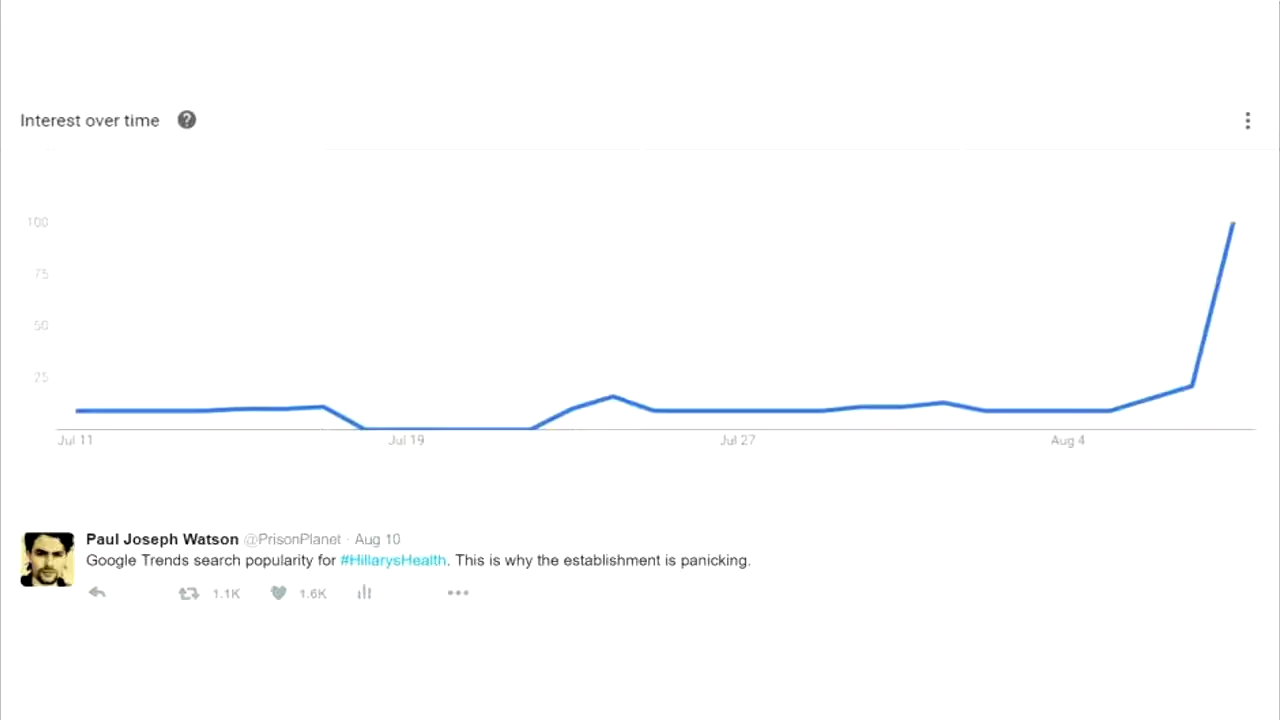 Interest over time
100
75
50
25
Jul 11 Jul 19 Jul 27 Aug 4
Paul Joseph Watson @PrisonPlanet · Aug 10
Google Trends search popularity for #HillarysHealth. This is why the establishment is panicking.
1.1K 1.6K